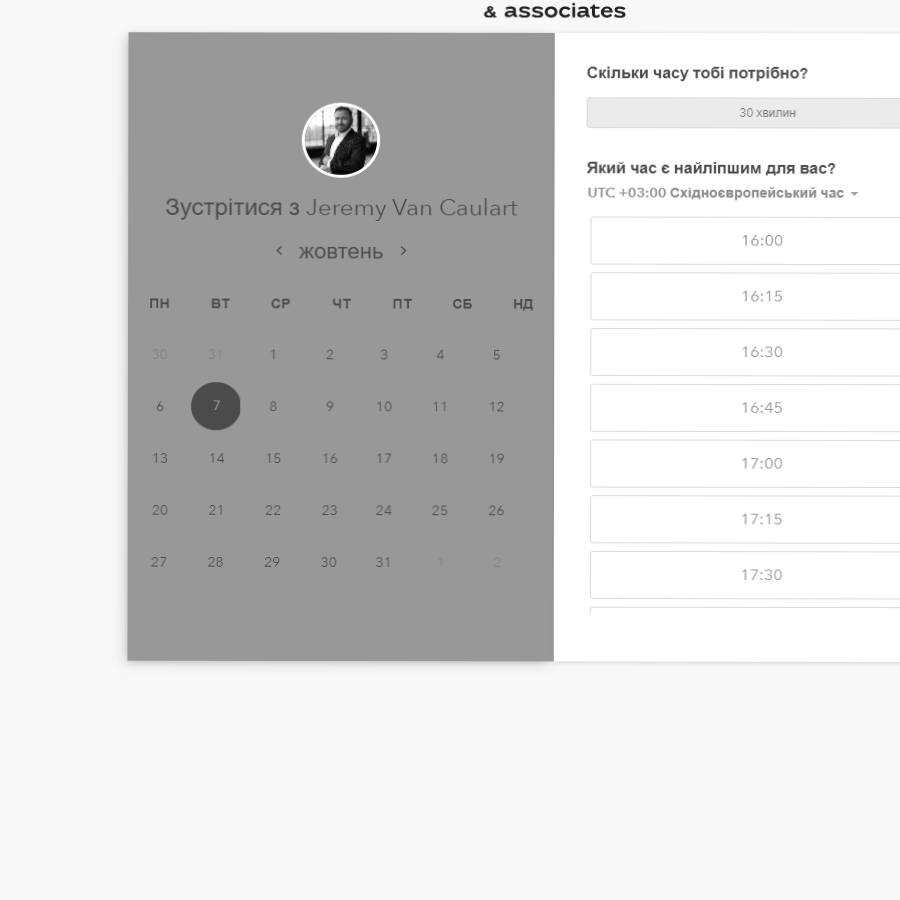 & associates
Зустрітися з Jeremy Van Caulart
жовтень
ПН ВТ СР ЧТ ПТ СБ НД
30 31 1 2 3 4 5
6 7 8 9 10 11 12
13 14 15 16 17 18 19
20 21 22 23 24 25 26
27 28 29 30 31 1 2
Скільки часу тобі потрібно?
30 хвилин
Який час є найліпшим для вас?
UTC +03:00 Східноєвропейський час
16:00
16:15
16:30
16:45
17:00
17:15
17:30